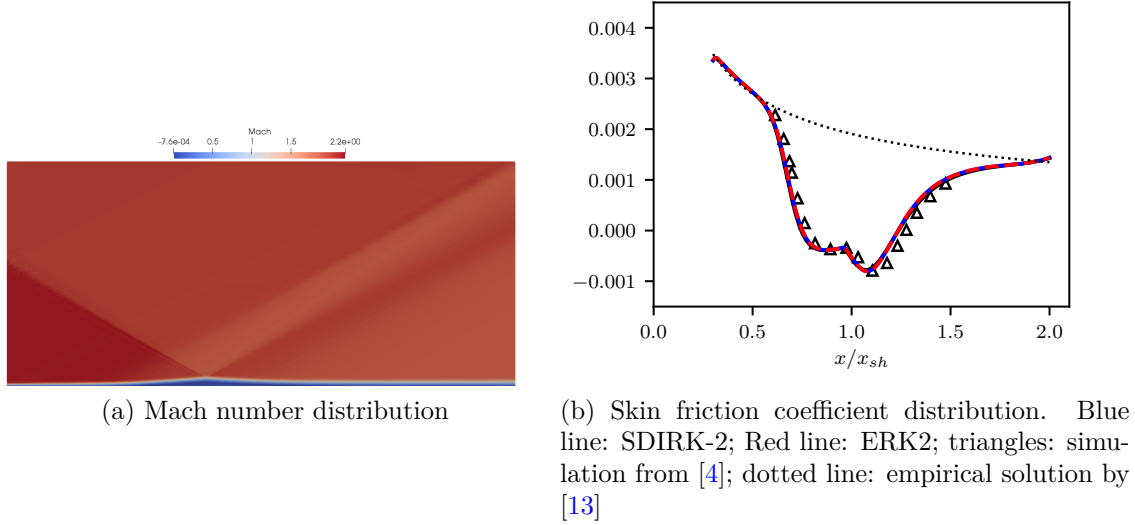 Mach
-7.6e-04 0.5 1 1.5 2.2e+00
(a) Mach number distribution
0.004
0.003
0.002
0.001
0.000
−0.001
0.0 0.5 1.0 1.5 2.0
x/x_{sh}
(b) Skin friction coefficient distribution. Blue
line: SDIRK-2; Red line: ERK2; triangles: simu-
lation from [4]; dotted line: empirical solution by
[13]